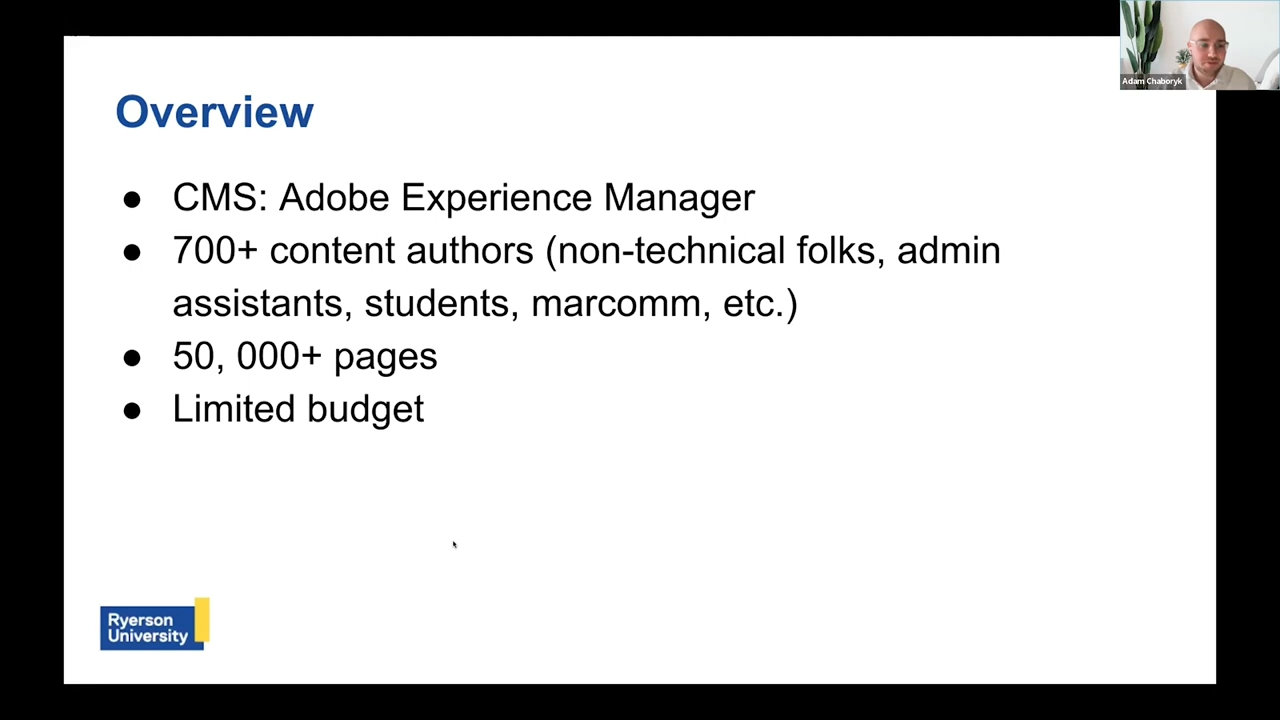 Adam Chaboryk
Overview
● CMS: Adobe Experience Manager
● 700+ content authors (non-technical folks, admin
assistants, students, marcomm, etc.)
● 50, 000+ pages
● Limited budget
Ryerson
University